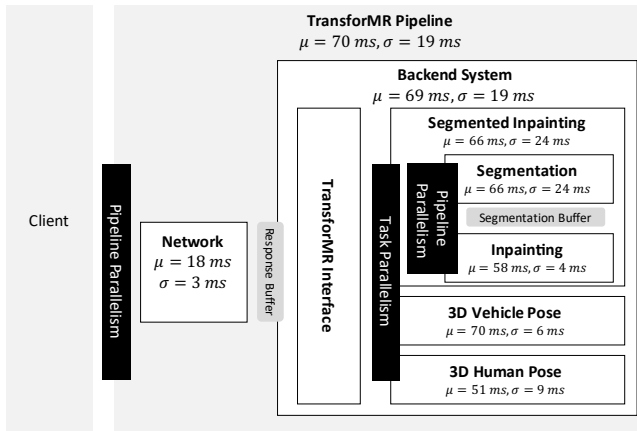 TransforMR Pipeline
μ = 70 ms, σ = 19 ms
Client
Pipeline Parallelism
Network
μ = 18 ms
σ = 3 ms
Response Buffer
Backend System
μ = 69 ms, σ = 19 ms
TransforMR Interface
Task Parallelism
Segmented Inpainting
μ = 66 ms, σ = 24 ms
Pipeline
Parallelism
Segmentation
μ = 66 ms, σ = 24 ms
Segmentation Buffer
Inpainting
μ = 58 ms, σ = 4 ms
3D Vehicle Pose
μ = 70 ms, σ = 6 ms
3D Human Pose
μ = 51 ms, σ = 9 ms